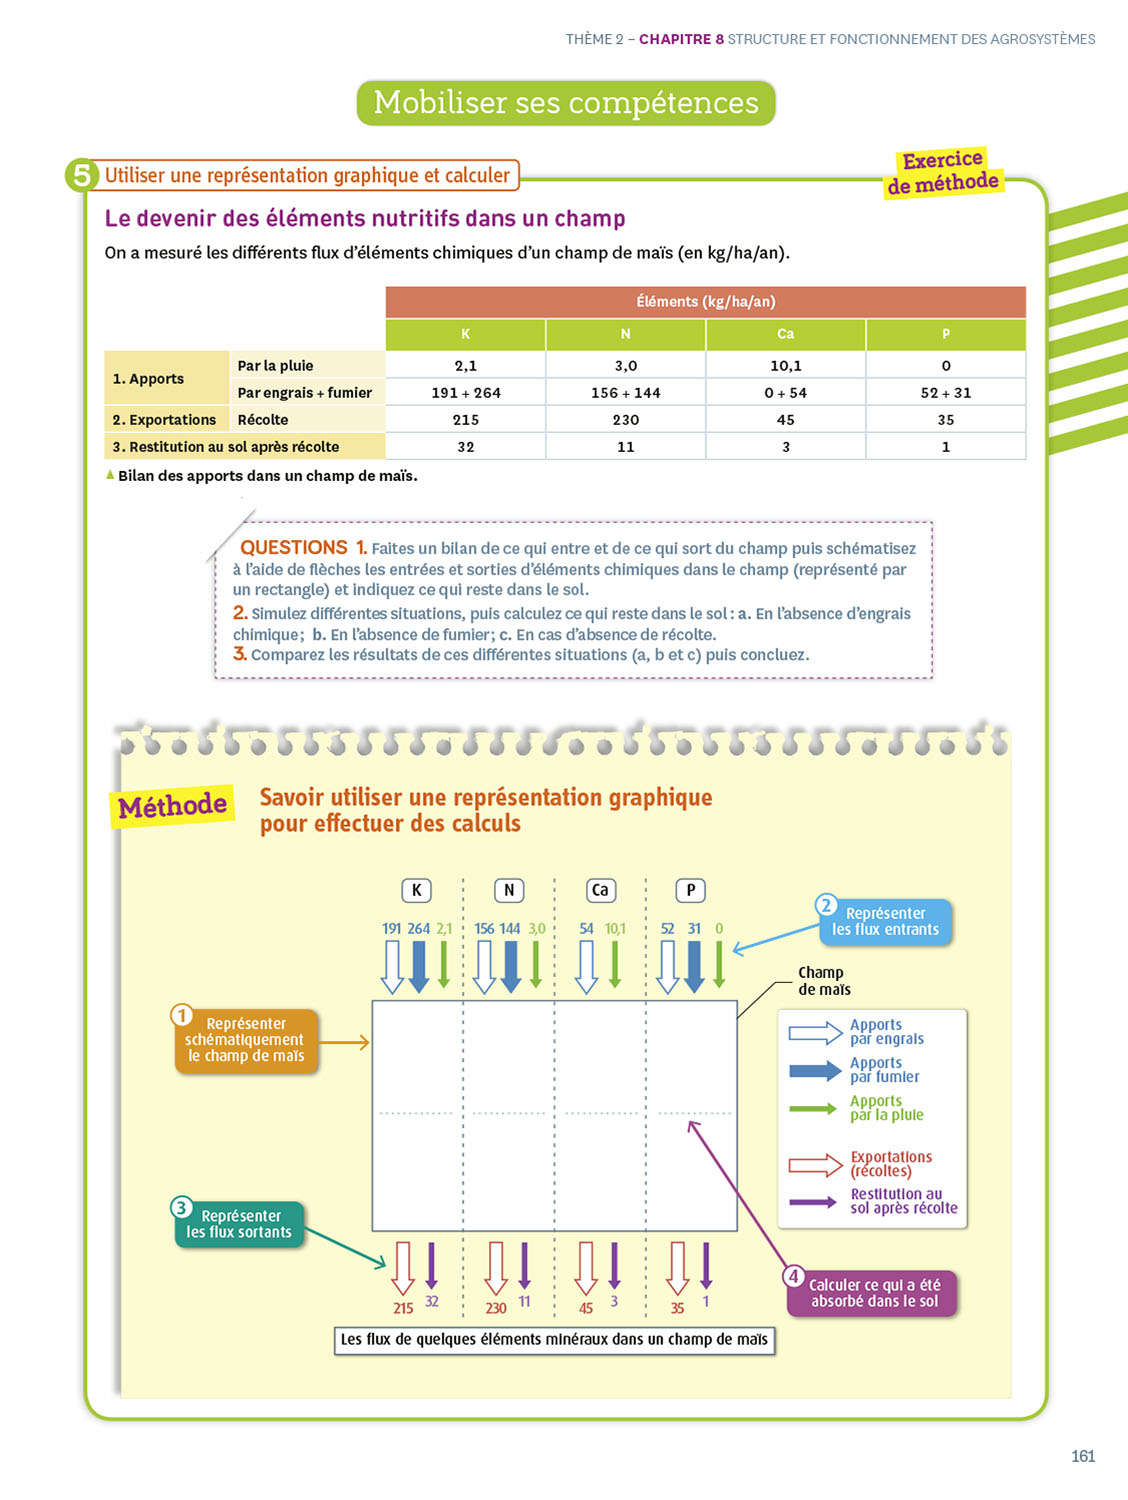 THÈME 2 – CHAPITRE 8 STRUCTURE ET FONCTIONNEMENT DES AGROSYSTÈMES
Mobiliser ses compétences
5 Utiliser une représentation graphique et calculer
Exercice
de méthode
Le devenir des éléments nutritifs dans un champ
On a mesuré les différents flux d'éléments chimiques d'un champ de maïs (en kg/ha/an).
Éléments (kg/ha/an)
K N Ca P
1. Apports
Par la pluie 2,1 3,0 10,1 0
Par engrais + fumier 191 + 264 156 + 144 0 + 54 52 + 31
2. Exportations Récolte 215 230 45 35
3. Restitution au sol après récolte 32 11 3 1
▲ Bilan des apports dans un champ de maïs.
QUESTIONS 1. Faites un bilan de ce qui entre et de ce qui sort du champ puis schématisez
à l'aide de flèches les entrées et sorties d'éléments chimiques dans le champ (représenté par
un rectangle) et indiquez ce qui reste dans le sol.
2. Simulez différentes situations, puis calculez ce qui reste dans le sol : a. En l'absence d'engrais
chimique ; b. En l'absence de fumier ; c. En cas d'absence de récolte.
3. Comparez les résultats de ces différentes situations (a, b et c) puis concluez.
Méthode
Savoir utiliser une représentation graphique
pour effectuer des calculs
K N Ca P
191 264 2,1 156 144 3,0 54 10,1 52 31 0
2
Représenter
les flux entrants
Champ
de maïs
1
Représenter
schématiquement
le champ de maïs
Apports
par engrais
Apports
par fumier
Apports
par la pluie
Exportations
(récoltes)
Restitution au
sol après récolte
3
Représenter
les flux sortants
4
Calculer ce qui a été
absorbé dans le sol
215 32 230 11 45 3 35 1
Les flux de quelques éléments minéraux dans un champ de maïs
161